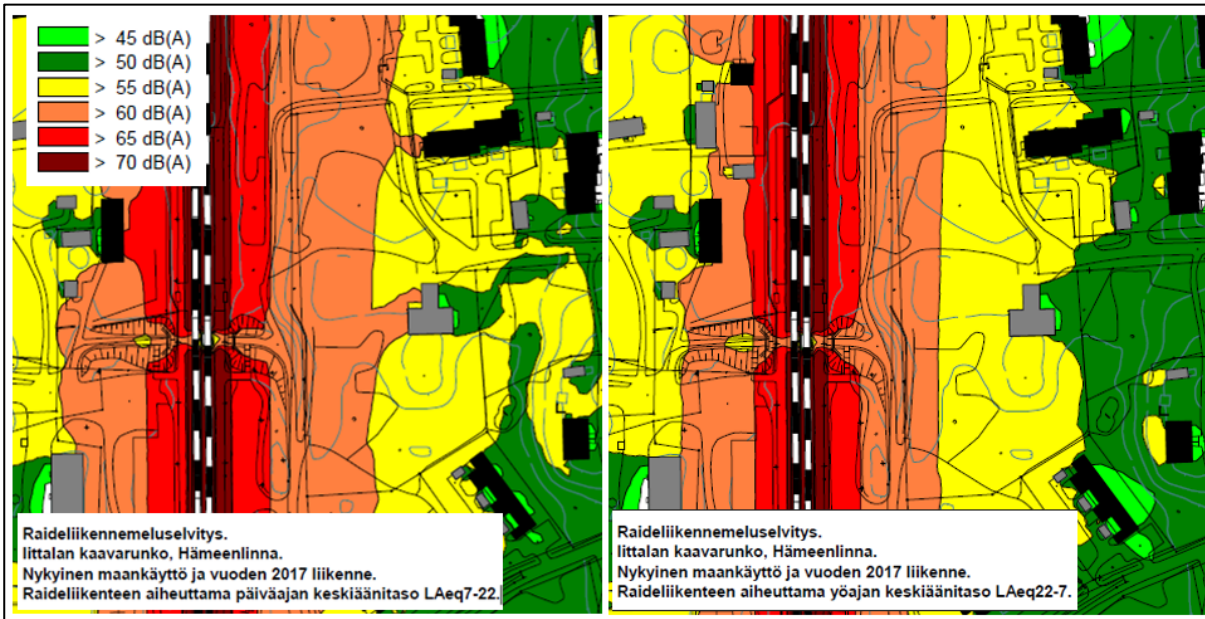 > 45 dB(A)
> 50 dB(A)
> 55 dB(A)
> 60 dB(A)
> 65 dB(A)
> 70 dB(A)
Raideliikennemeluselvitys.
Iittalan kaavarunko, Hämeenlinna.
Nykyinen maankäyttö ja vuoden 2017 liikenne.
Raideliikenteen aiheuttama päiväajan keskiäänitaso LAeq7-22.
Raideliikennemeluselvitys.
Iittalan kaavarunko, Hämeenlinna.
Nykyinen maankäyttö ja vuoden 2017 liikenne.
Raideliikenteen aiheuttama yöajan keskiäänitaso LAeq22-7.